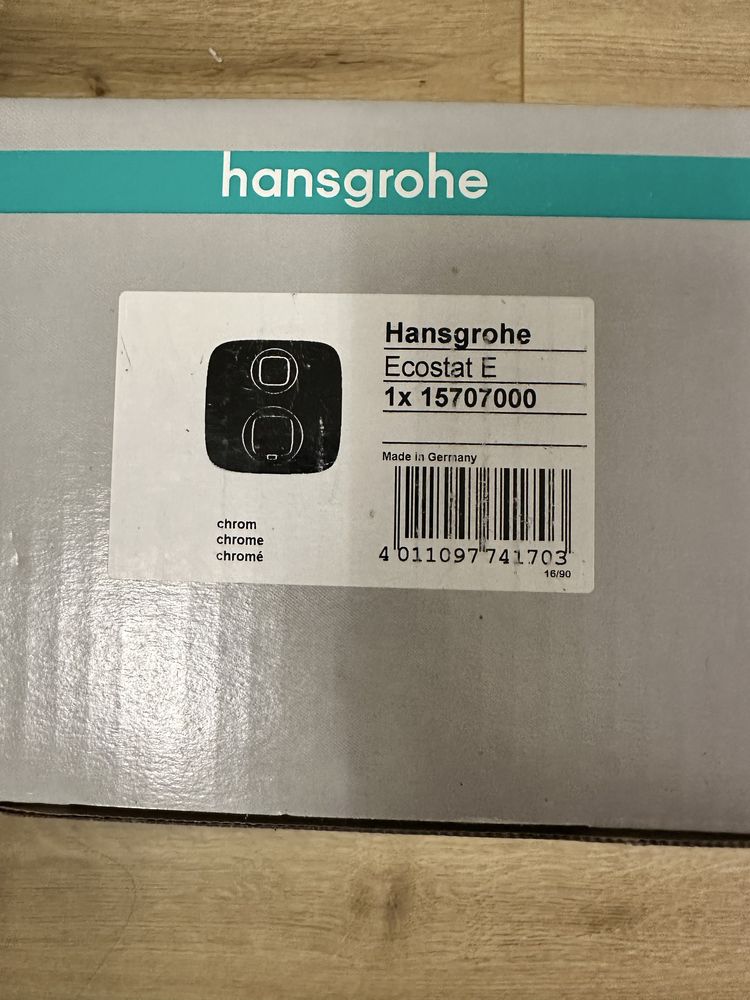 hansgrohe
Hansgrohe
Ecostat E
1x 15707000
Made in Germany
chrom
chrome
chromé
4 011097 741703
16/90